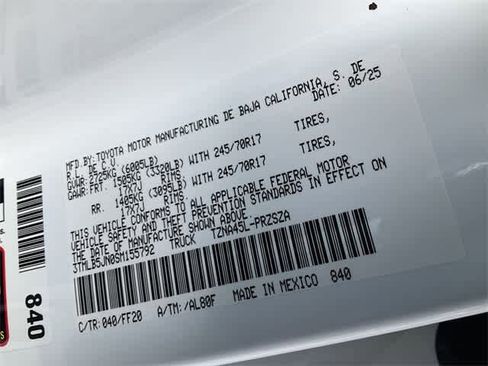 MFD.BY:TOYOTA MOTOR MANUFACTURING DE BAJA CALIFORNIA, S. DE
R.L. DE C.V. DATE: 06/25
GVWR: 2725KG (6005LB)
GAWR:FRT. 1505KG (3320LB) WITH 245/70R17 TIRES,
17X7J RIMS
RR. 1405KG (3095LB) WITH 245/70R17 TIRES,
17X7J RIMS
THIS VEHICLE CONFORMS TO ALL APPLICABLE FEDERAL MOTOR
VEHICLE SAFETY AND THEFT PREVENTION STANDARDS IN EFFECT ON
THE DATE OF MANUFACTURE SHOWN ABOVE.
3TMLB5JN0SM155792 TRUCK TZNA45L-PRZSZA
C/TR:040/FF20 A/TM:/AL80F MADE IN MEXICO 840
840